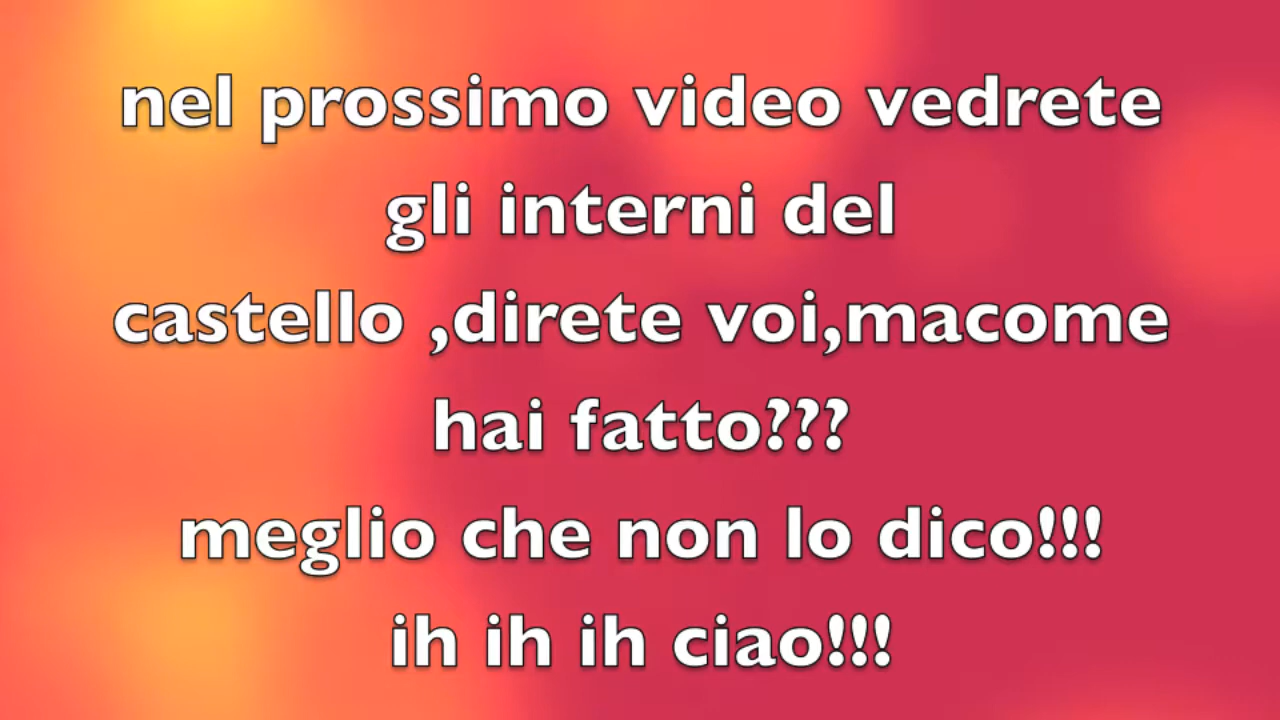 nel prossimo video vedrete
gli interni del
castello ,direte voi,macome
hai fatto???
meglio che non lo dico!!!
ih ih ih ciao!!!